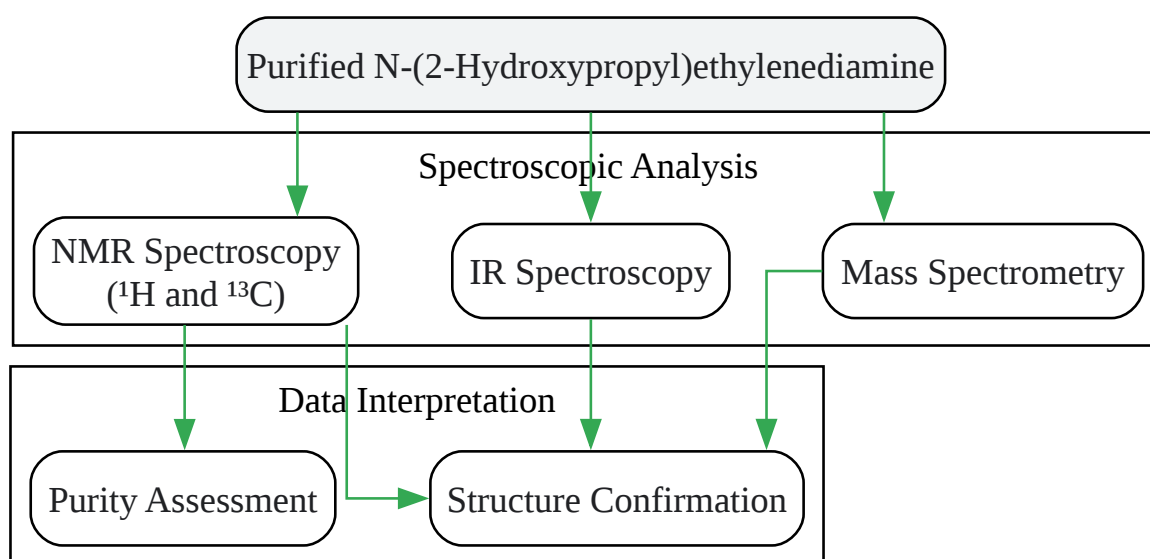 Purified N-(2-Hydroxypropyl)ethylenediamine
Spectroscopic Analysis
NMR Spectroscopy
(¹H and ¹³C)
IR Spectroscopy
Mass Spectrometry
Data Interpretation
Purity Assessment
Structure Confirmation